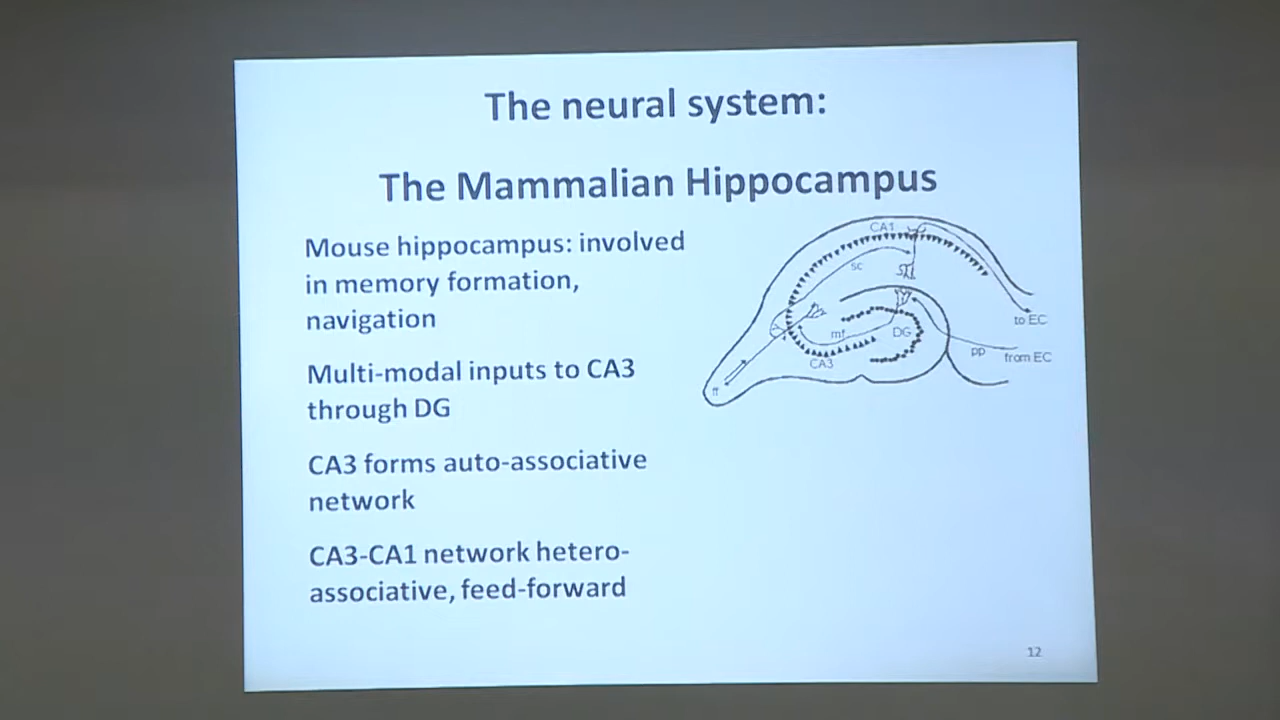 The neural system:
The Mammalian Hippocampus
Mouse hippocampus: involved
in memory formation,
navigation
Multi-modal inputs to CA3
through DG
CA3 forms auto-associative
network
CA3-CA1 network hetero-
associative, feed-forward
CA1
sc
to EC
mf
DG
pp
from EC
CA3
ff
12